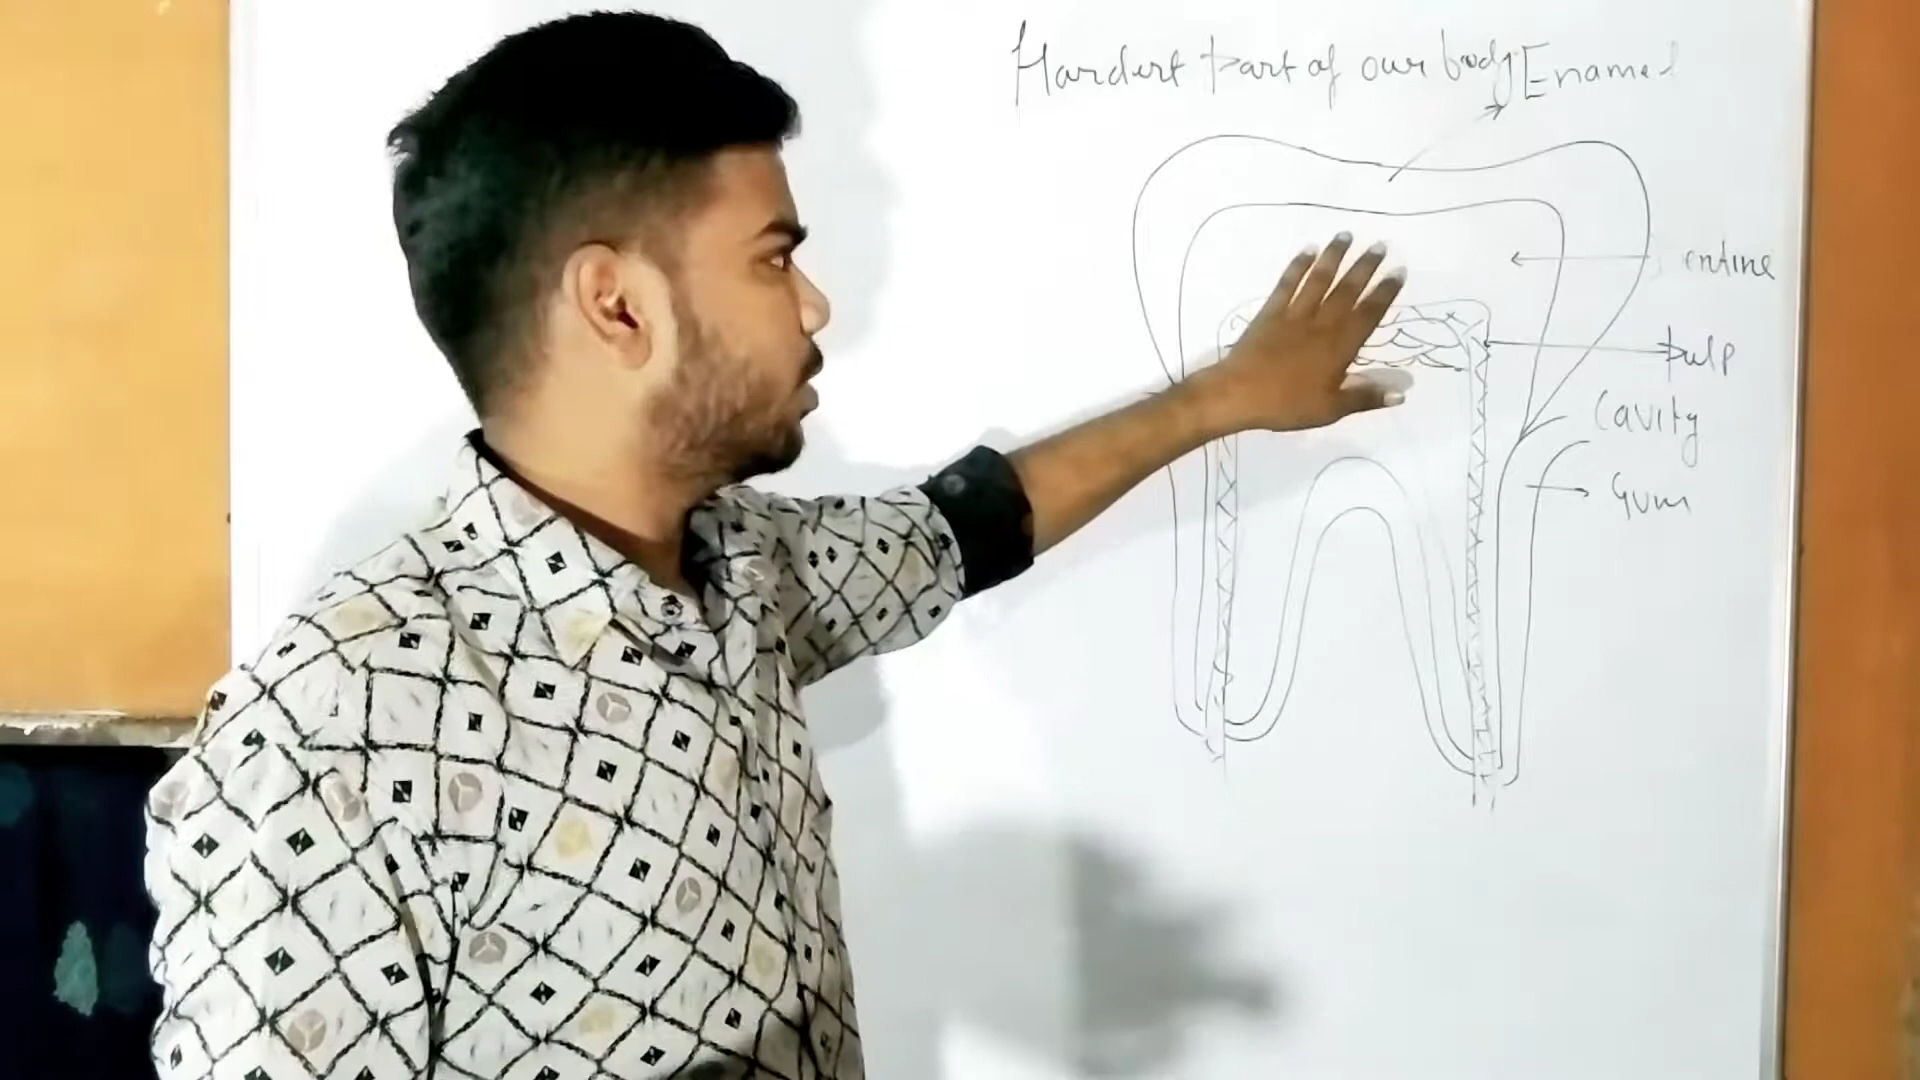 Hardest part of our body Enamel
entine
pulp
Cavity
Gum